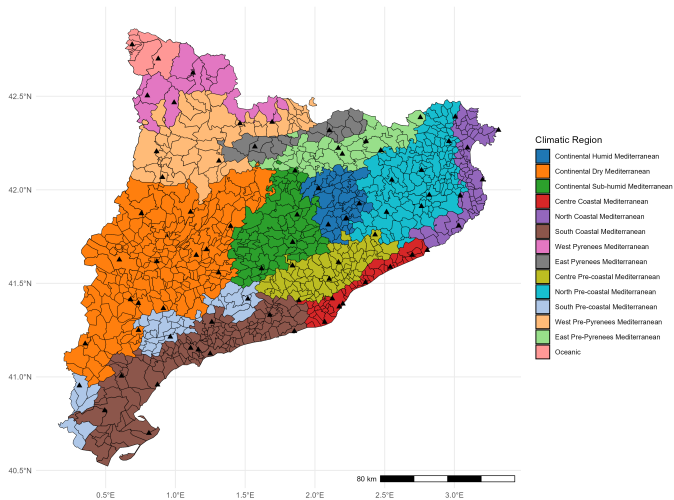 42.5°N
42.0°N
41.5°N
41.0°N
40.5°N
0.5°E
1.0°E
1.5°E
2.0°E
2.5°E
3.0°E
80 km
Climatic Region
Continental Humid Mediterranean
Continental Dry Mediterranean
Continental Sub-humid Mediterranean
Centre Coastal Mediterranean
North Coastal Mediterranean
South Coastal Mediterranean
West Pyrenees Mediterranean
East Pyrenees Mediterranean
Centre Pre-coastal Mediterranean
North Pre-coastal Mediterranean
South Pre-coastal Mediterranean
West Pre-Pyrenees Mediterranean
East Pre-Pyrenees Mediterranean
Oceanic